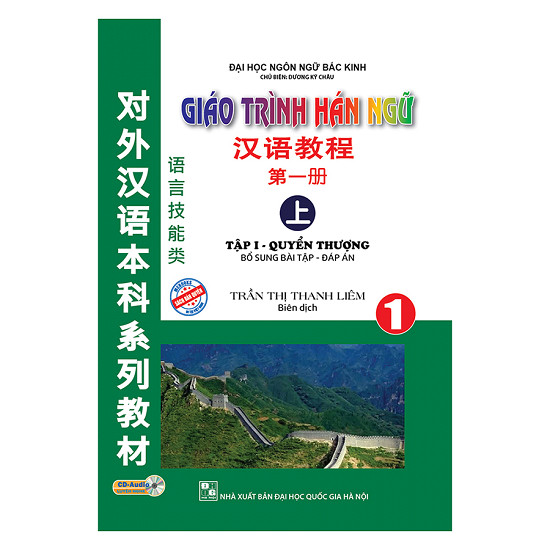 ĐẠI HỌC NGÔN NGỮ BẮC KINH
CHỦ BIÊN: DƯƠNG KÝ CHÂU
GIÁO TRÌNH HÁN NGỮ
汉语教程
第一册
上
TẬP I - QUYỂN THƯỢNG
BỔ SUNG BÀI TẬP - ĐÁP ÁN
TRẦN THỊ THANH LIÊM
Biên dịch
1
对外汉语本科系列教材
语言技能类
SÁCH BẢN QUYỀN
CD-Audio
NHÀ XUẤT BẢN ĐẠI HỌC QUỐC GIA HÀ NỘI